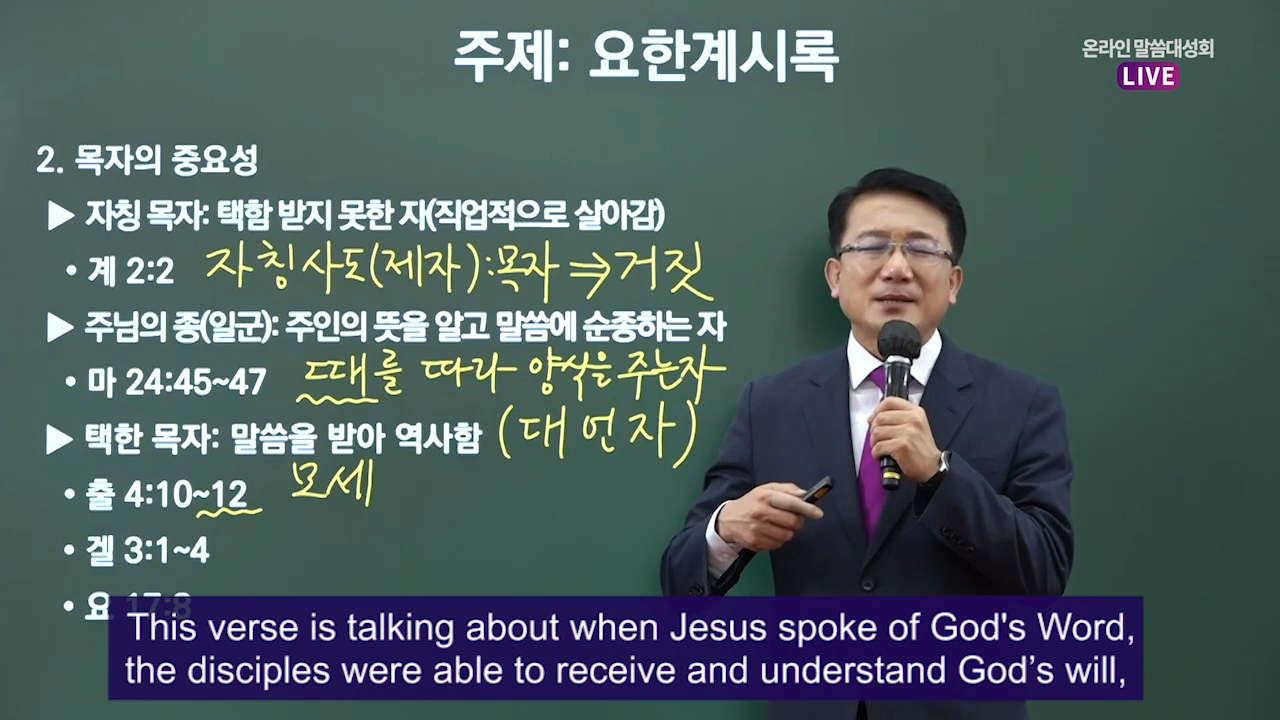 주제: 요한계시록
온라인 말씀대성회
LIVE
2. 목자의 중요성
▶ 자칭 목자: 택함 받지 못한 자(직업적으로 살아감)
• 계 2:2 자칭사도(제자):목자 ⇒ 거짓
▶ 주님의 종(일군): 주인의 뜻을 알고 말씀에 순종하는 자
• 마 24:45~47 때를 따라 양식을 주는자
▶ 택한 목자: 말씀을 받아 역사함 (대언자)
• 출 4:10~12 모세
• 겔 3:1~4
• 요 17:8
This verse is talking about when Jesus spoke of God's Word,
the disciples were able to receive and understand God's will,